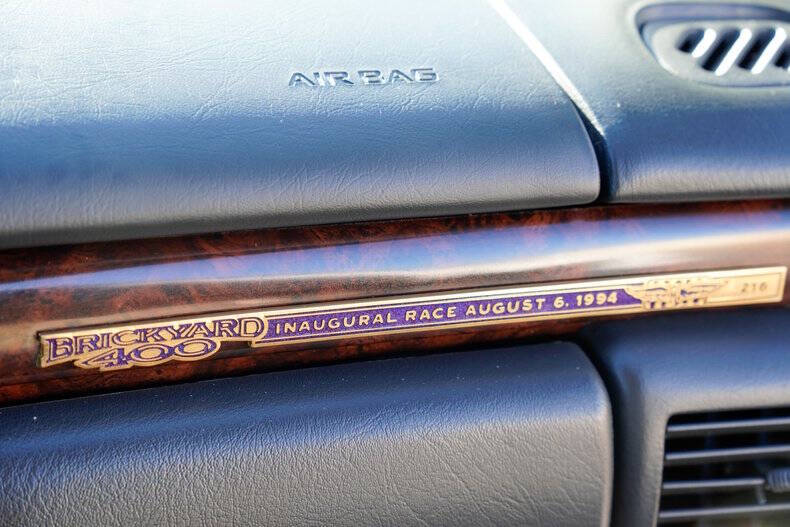 AIR BAG
BRICKYARD
400
INAUGURAL RACE AUGUST 6, 1994
216